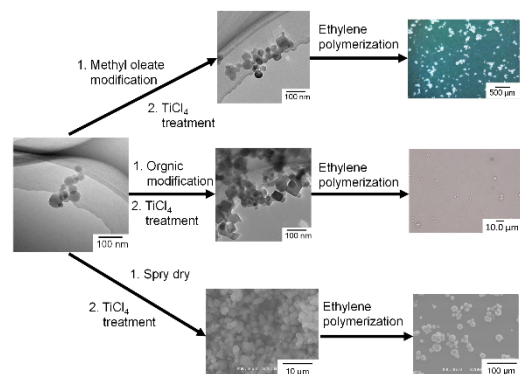 1. Methyl oleate
modification
2. TiCl4
treatment
100 nm
Ethylene
polymerization
500 µm
100 nm
1. Orgnic
modification
2. TiCl4
treatment
100 nm
Ethylene
polymerization
10.0 µm
1. Spry dry
2. TiCl4
treatment
10 µm
Ethylene
polymerization
100 µm